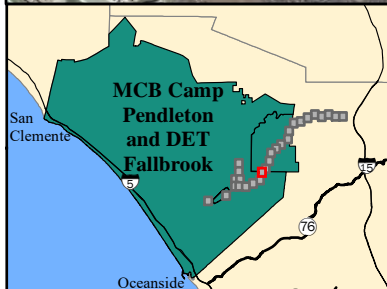 MCB Camp
Pendleton
and DET
Fallbrook
San
Clemente
5
15
76
Oceanside